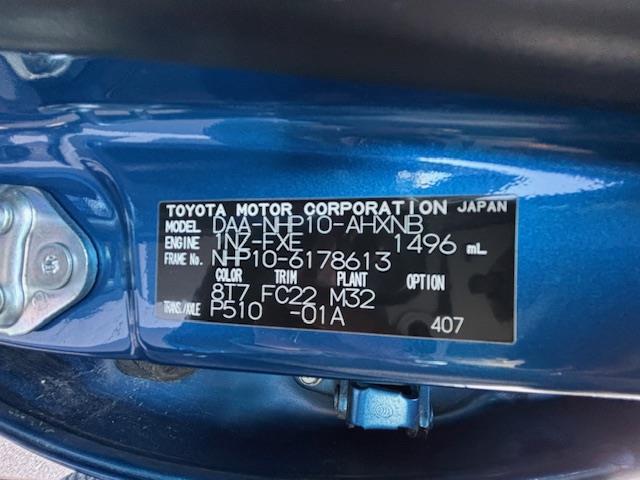 TOYOTA MOTOR CORPORATION JAPAN
MODEL DAA-NHP10-AHXNB
ENGINE 1NZ-FXE 1496 mL
FRAME No. NHP10-6178613
COLOR TRIM PLANT OPTION
8T7 FC22 M32
TRANS./AXLE P510 -01A
407